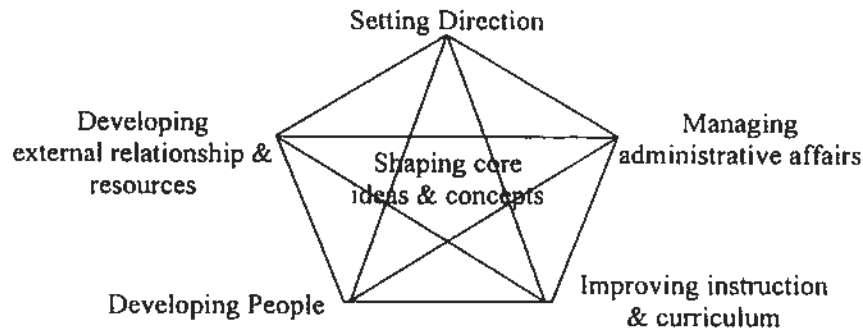 Setting Direction
Developing
external relationship &
resources
Managing
administrative affairs
Shaping core
ideas & concepts
Developing People
Improving instruction
& curriculum